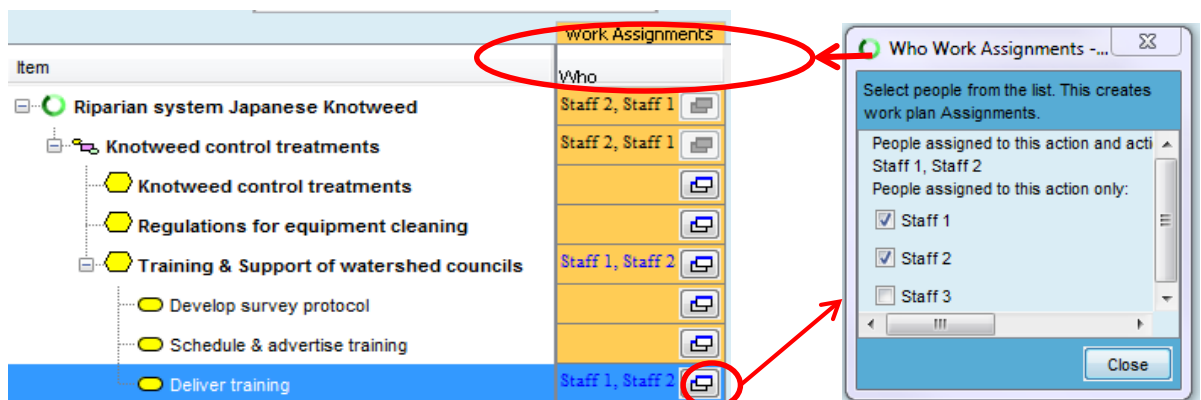 Work Assignments
Item
Who
Riparian system Japanese Knotweed
Staff 2, Staff 1
Knotweed control treatments
Staff 2, Staff 1
Knotweed control treatments
Regulations for equipment cleaning
Training & Support of watershed councils
Staff 1, Staff 2
Develop survey protocol
Schedule & advertise training
Deliver training
Staff 1, Staff 2
Who Work Assignments -...
Select people from the list. This creates
work plan Assignments.
People assigned to this action and acti
Staff 1, Staff 2
People assigned to this action only:
Staff 1
Staff 2
Staff 3
Close